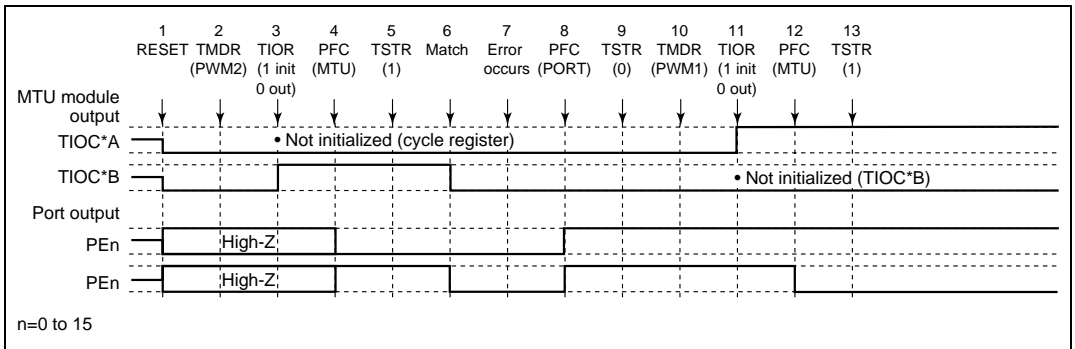 1 2 3 4 5 6 7 8 9 10 11 12 13
RESET TMDR TIOR PFC TSTR Match Error PFC TSTR TMDR TIOR PFC TSTR
(PWM2) (1 init (MTU) (1) occurs (PORT) (0) (PWM1) (1 init (MTU) (1)
0 out) 0 out)
MTU module
output
TIOC*A • Not initialized (cycle register)
TIOC*B • Not initialized (TIOC*B)
Port output
PEn High-Z
PEn High-Z
n=0 to 15